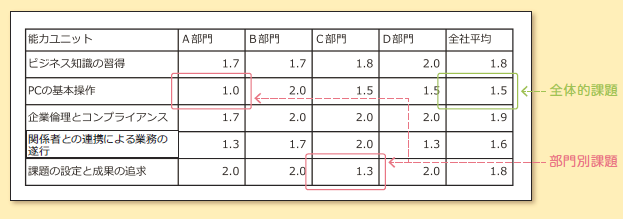 能力ユニット A部門 B部門 C部門 D部門 全社平均
ビジネス知識の習得 1.7 1.7 1.8 2.0 1.8
PCの基本操作 1.0 2.0 1.5 1.5 1.5
全体的課題
企業倫理とコンプライアンス 1.7 2.0 2.0 2.0 1.9
関係者との連携による業務の
遂行 1.3 1.7 2.0 1.3 1.6
部門別課題
課題の設定と成果の追求 2.0 2.0 1.3 2.0 1.8